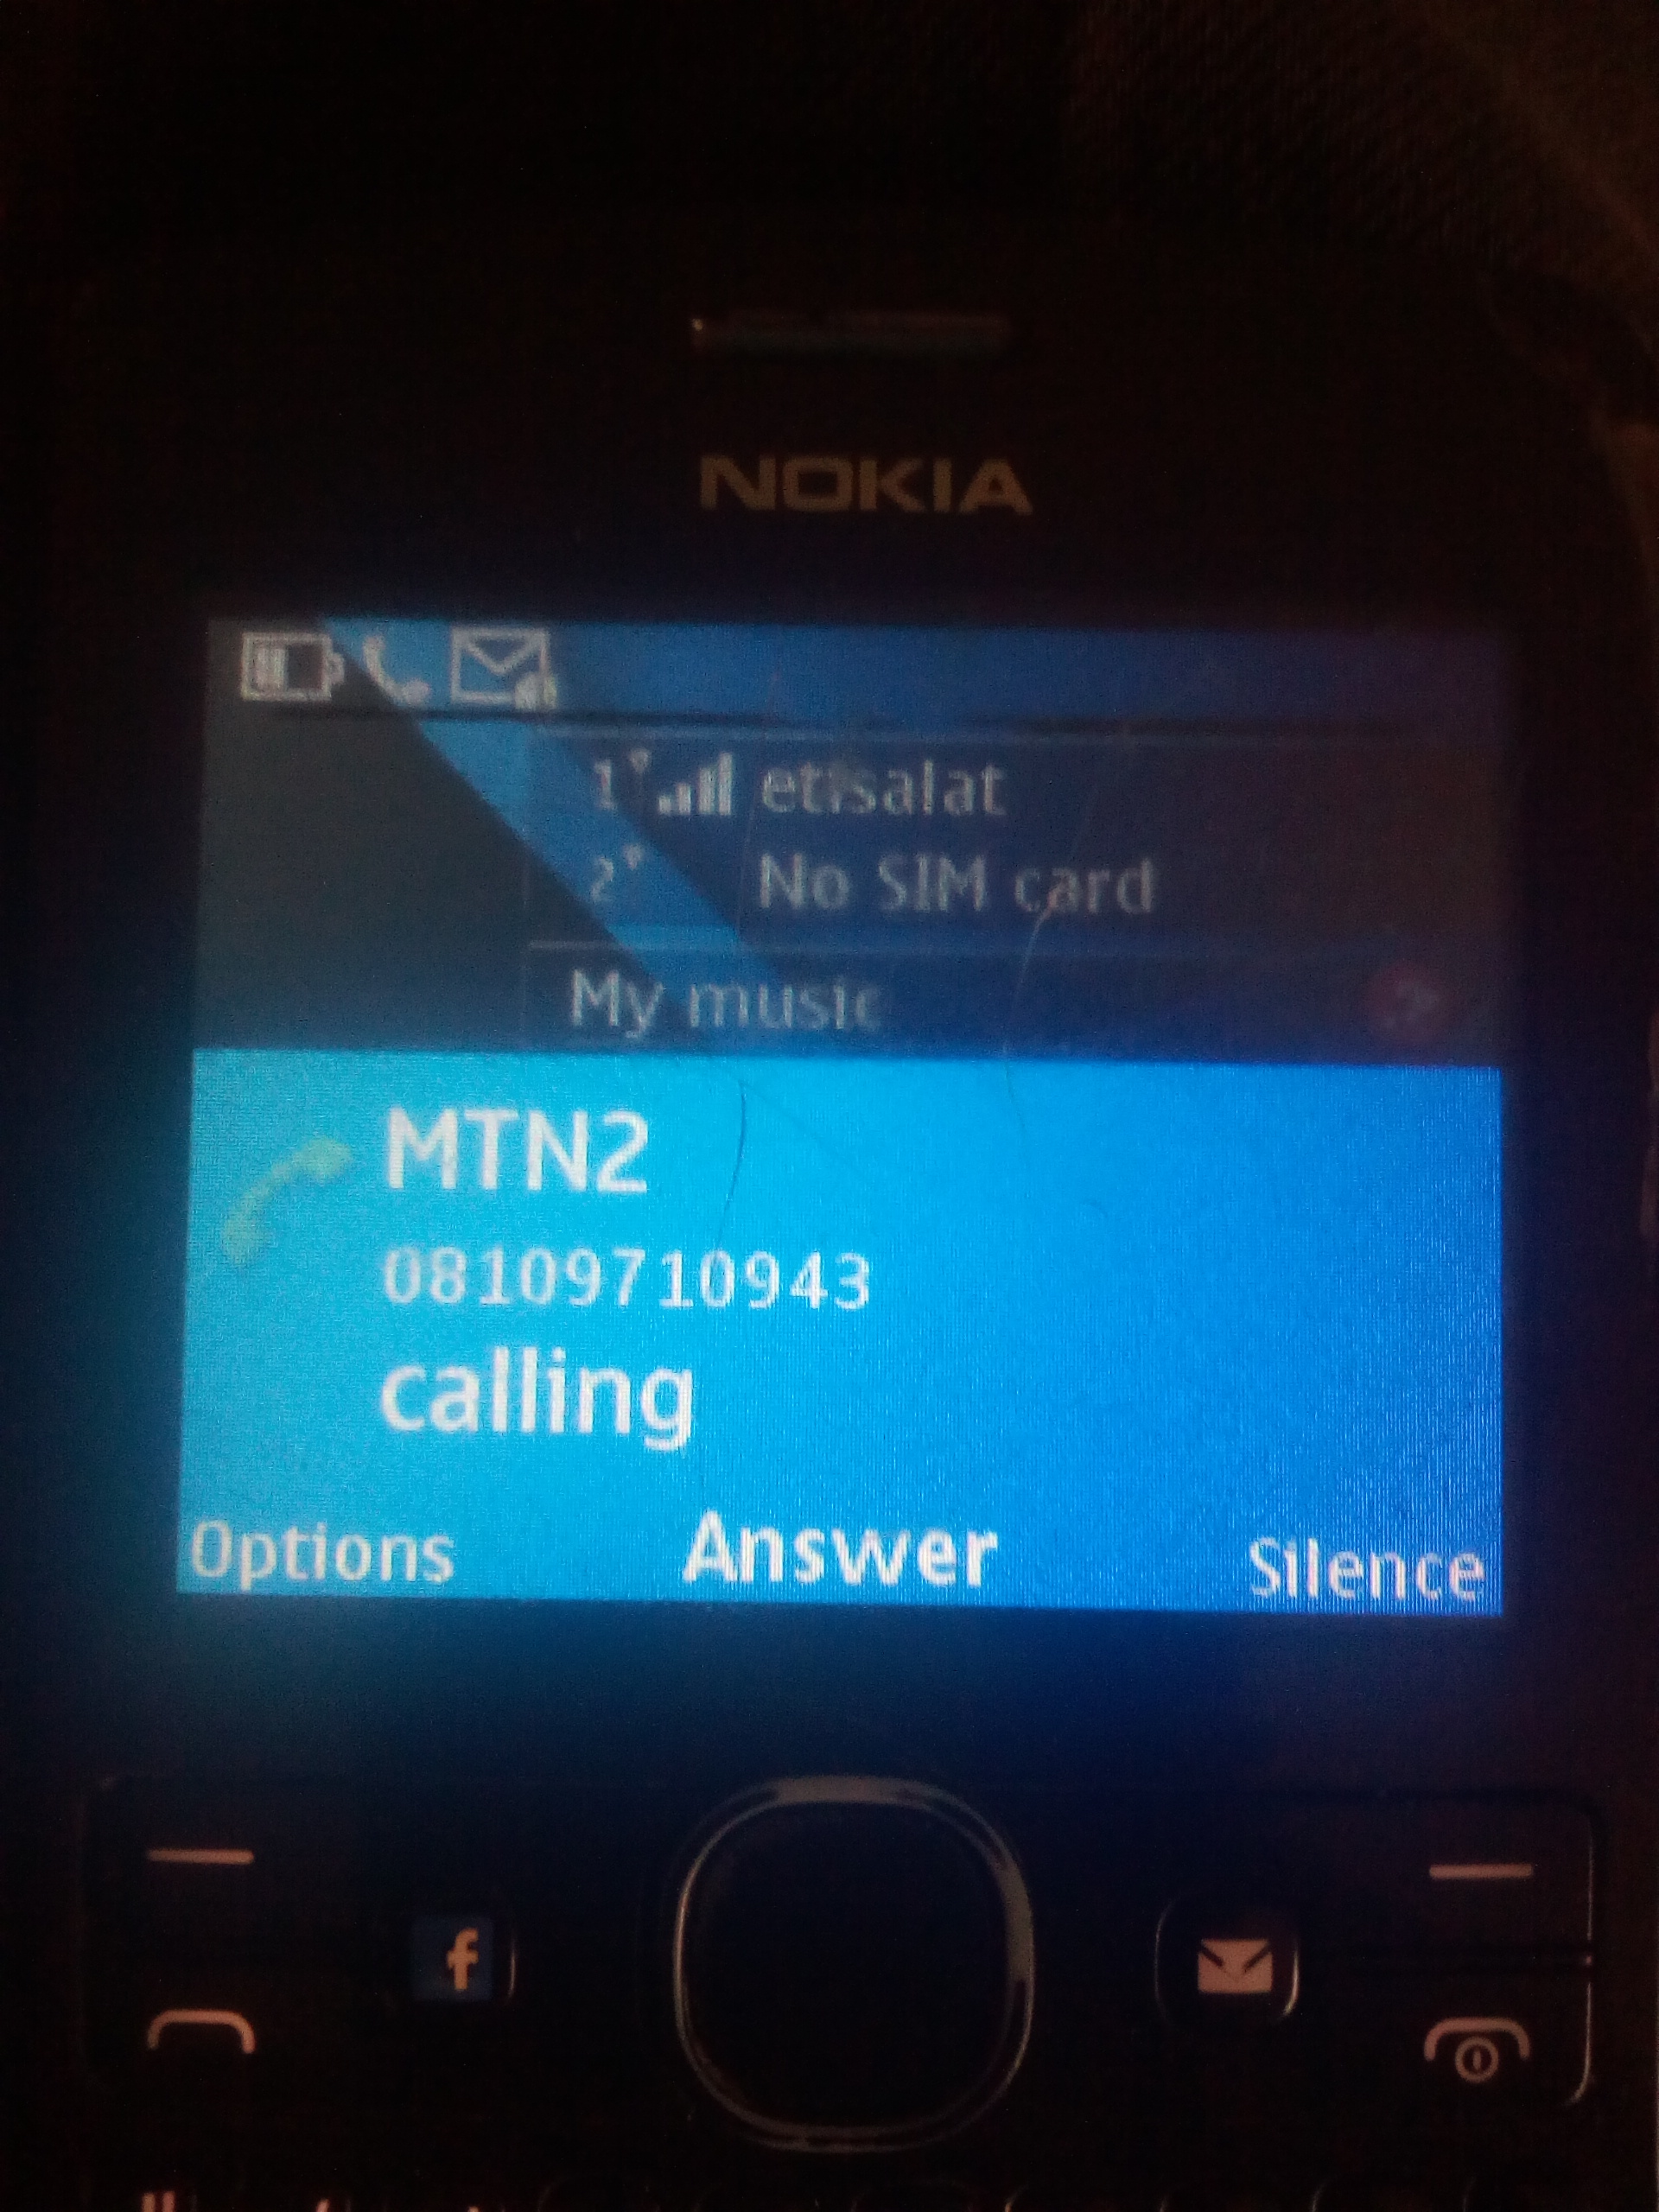 NOKIA
1 etisalat
2 No SIM card
My music
MTN2
08109710943
calling
Options Answer Silence
f